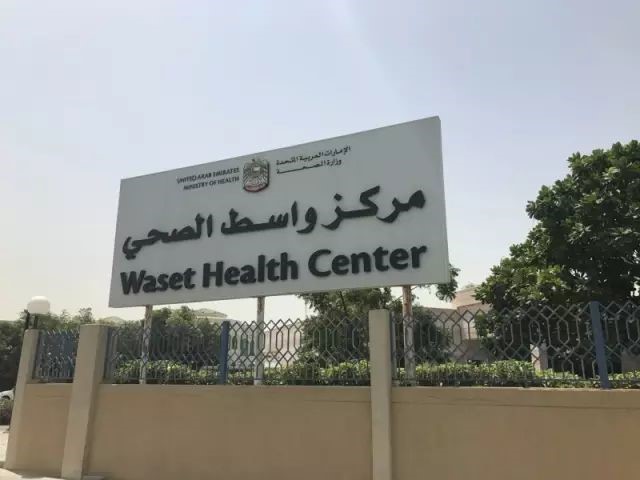 UNITED ARAB EMIRATES
MINISTRY OF HEALTH
الإمارات العربية المتحدة
وزارة الصحة
مركز واسط الصحي
Waset Health Center